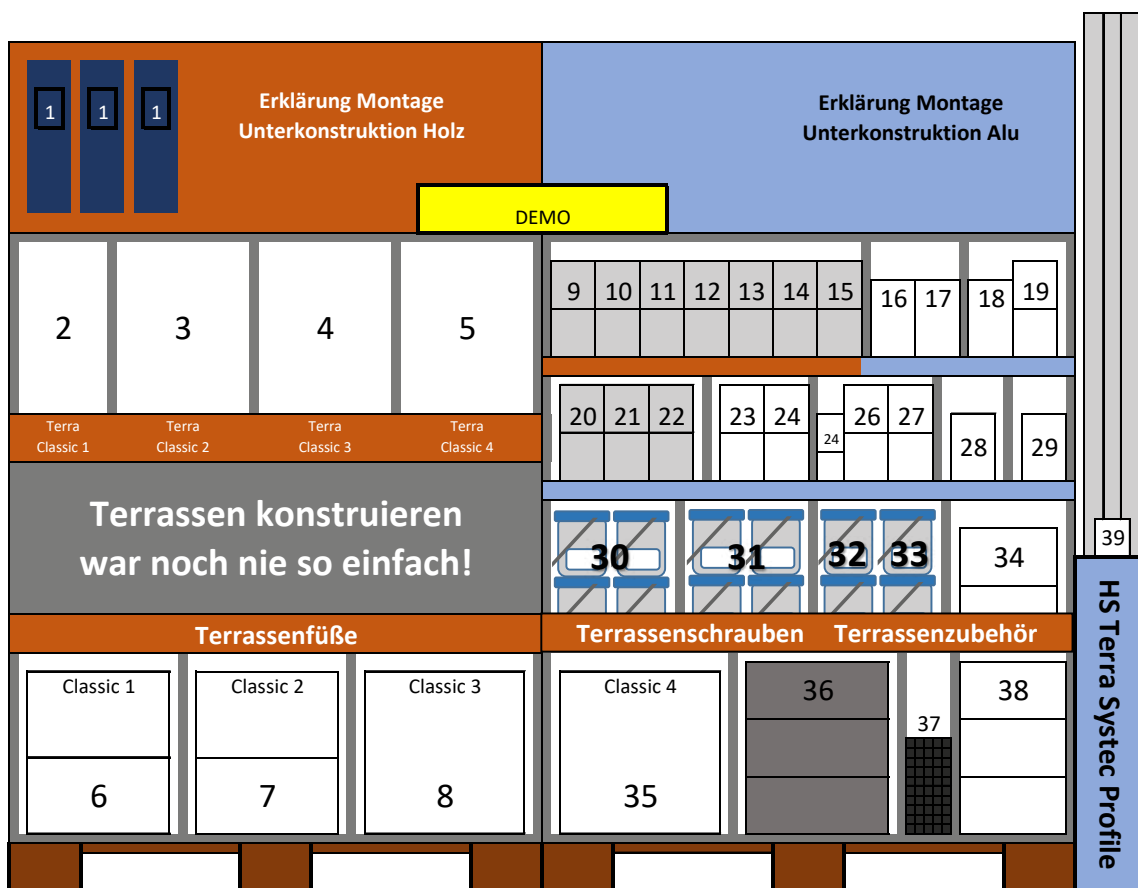 1 1 1
Erklärung Montage
Unterkonstruktion Holz
Erklärung Montage
Unterkonstruktion Alu
DEMO
2 3 4 5
9 10 11 12 13 14 15 16 17 18 19
Terra
Classic 1
Terra
Classic 2
Terra
Classic 3
Terra
Classic 4
20 21 22 23 24 24 26 27 28 29
Terrassen konstruieren
war noch nie so einfach!
30 31 32 33 34
39
HS Terra Systec Profile
Terrassenfüße
Terrassenschrauben Terrassenzubehör
Classic 1
6
Classic 2
7
Classic 3
8
Classic 4
35
36
37
38